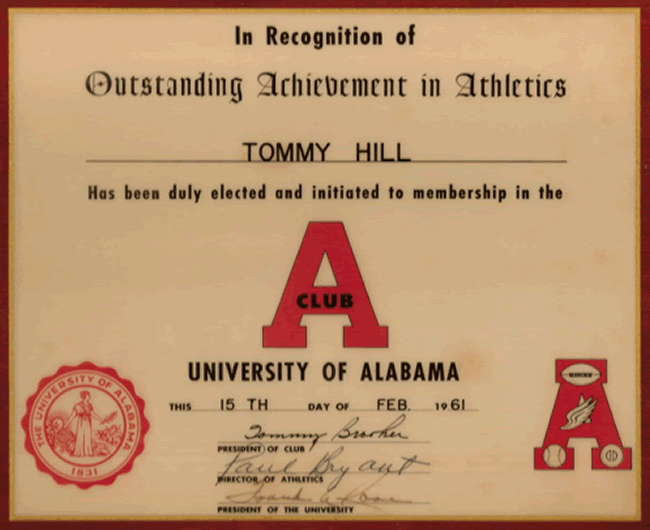 In Recognition of
Outstanding Achievement in Athletics
TOMMY HILL
Has been duly elected and initiated to membership in the
A
CLUB
UNIVERSITY OF ALABAMA
THIS 15 TH DAY OF FEB. 1961
Tommy Brooker
PRESIDENT OF CLUB
Paul Bryant
DIRECTOR OF ATHLETICS
Frank A Rose
PRESIDENT OF THE UNIVERSITY
THE UNIVERSITY OF ALABAMA
1831
A